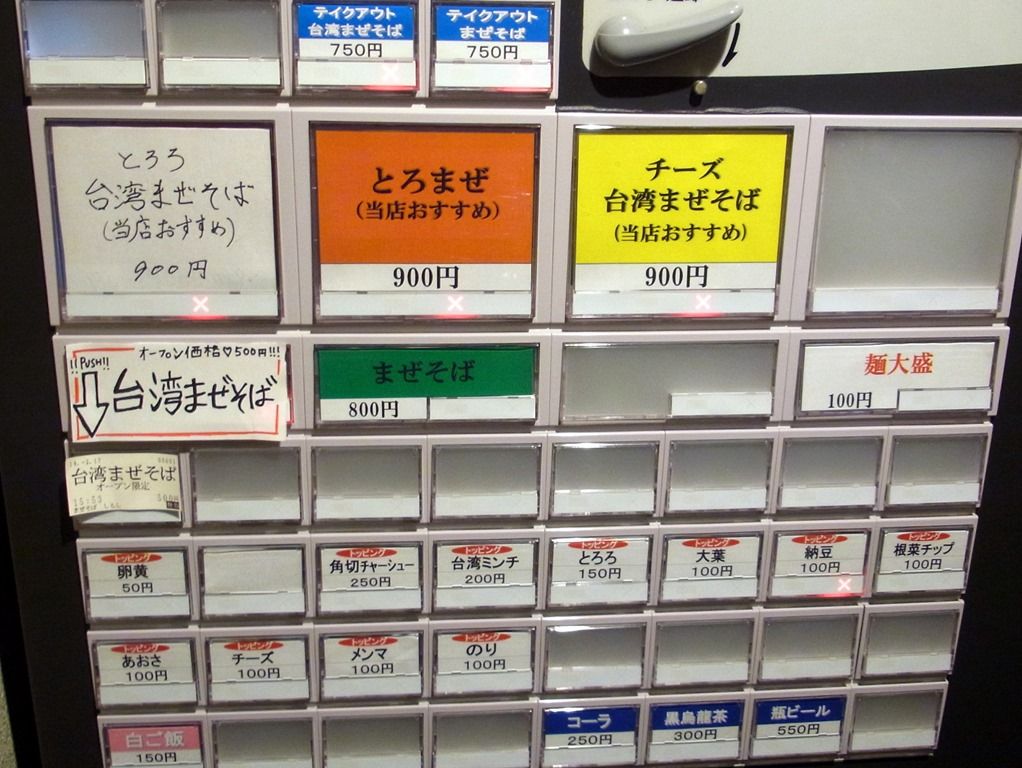 テイクアウト
台湾まぜそば
750円
テイクアウト
まぜそば
750円
とろろ
台湾まぜそば
(当店おすすめ)
900円
とろまぜ
(当店おすすめ)
900円
チーズ
台湾まぜそば
(当店おすすめ)
900円
オープン価格♡500円!!!
!!PUSH!!
台湾まぜそば
まぜそば
800円
麺大盛
100円
台湾まぜそば
オープン限定
15:53
トッピング
卵黄
50円
トッピング
角切チャーシュー
250円
トッピング
台湾ミンチ
200円
トッピング
とろろ
150円
トッピング
大葉
100円
トッピング
納豆
100円
トッピング
根菜チップ
100円
トッピング
あおさ
100円
トッピング
チーズ
100円
トッピング
メンマ
100円
トッピング
のり
100円
白ご飯
150円
コーラ
250円
黒烏龍茶
300円
瓶ビール
550円